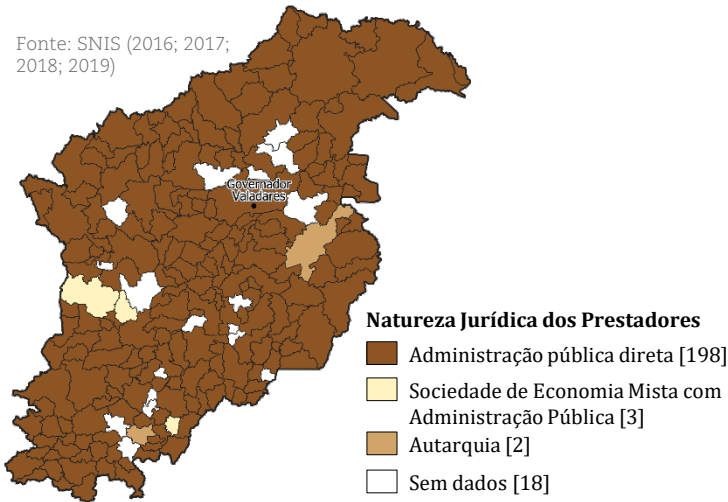 Fonte: SNIS (2016; 2017;
2018; 2019)
Governador
Valadares
Natureza Jurídica dos Prestadores
Administração pública direta [198]
Sociedade de Economia Mista com
Administração Pública [3]
Autarquia [2]
Sem dados [18]